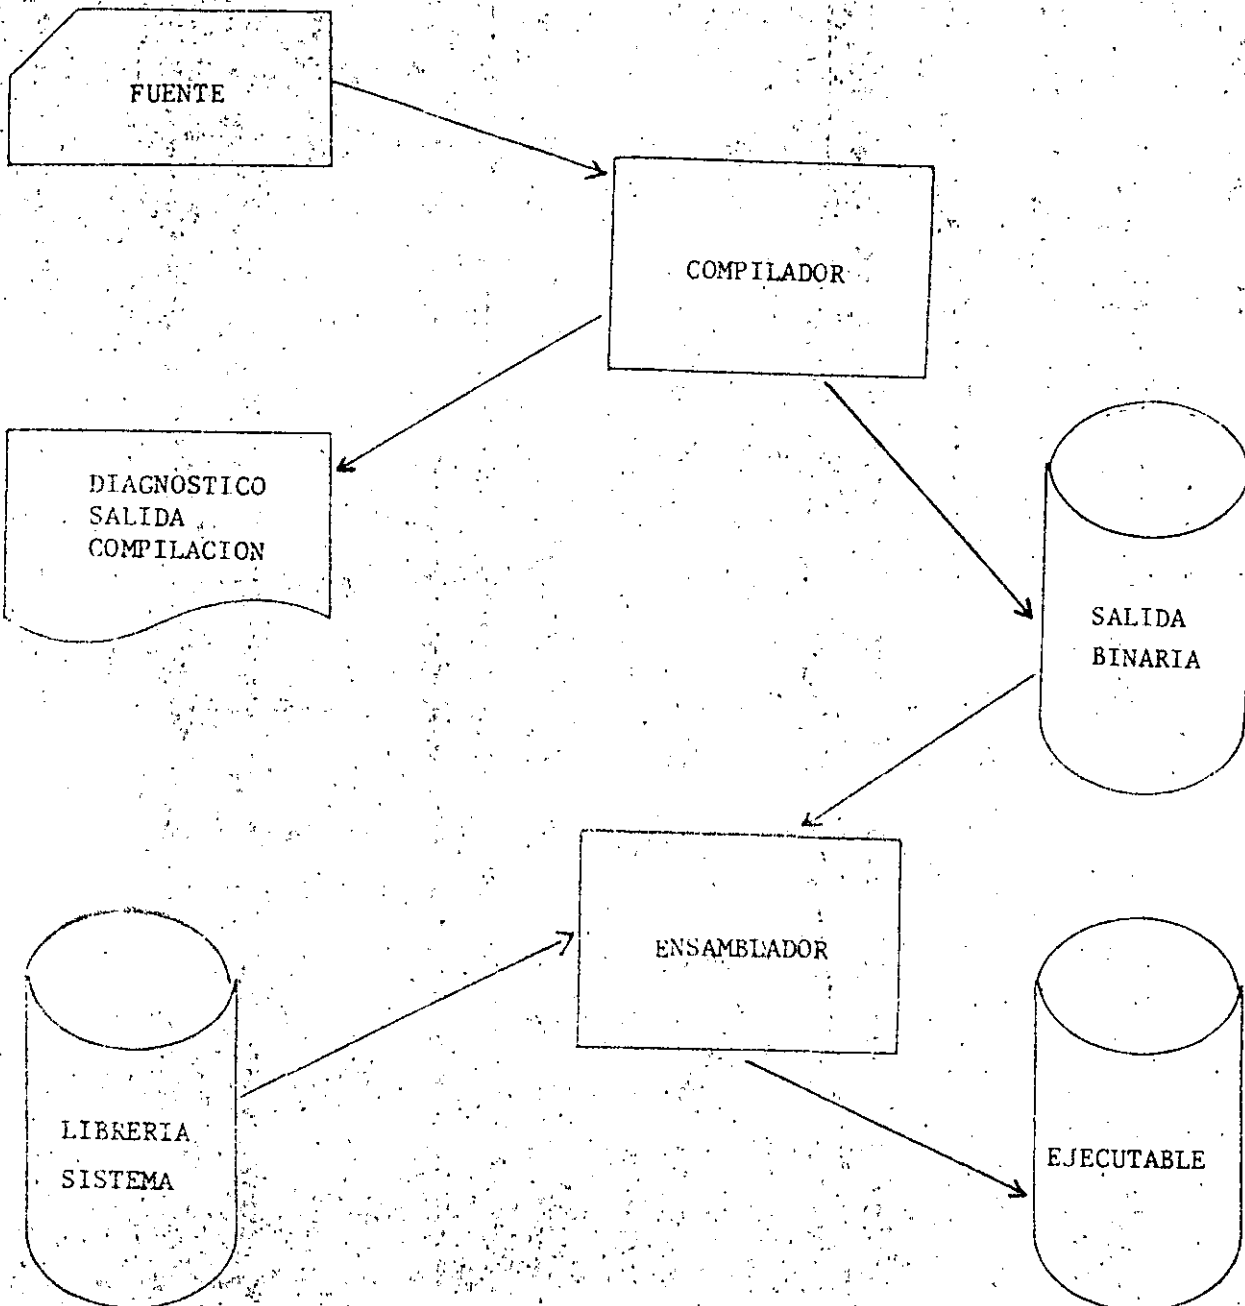 FUENTE
COMPILADOR
DIAGNOSTICO
SALIDA
COMPILACION
SALIDA
BINARIA
ENSAMBLADOR
LIBRERIA
SISTEMA
EJECUTABLE